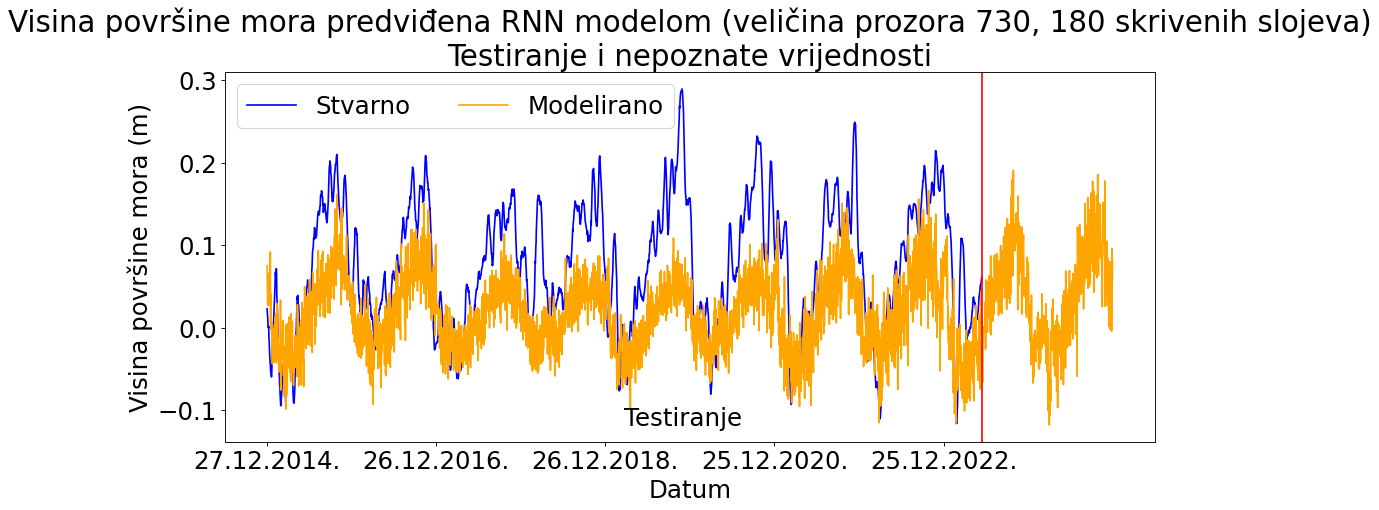 Visina površine mora predviđena RNN modelom (veličina prozora 730, 180 skrivenih slojeva)
Testiranje i nepoznate vrijednosti
Stvarno
Modelirano
Visina površine mora (m)
0.3
0.2
0.1
0.0
−0.1
Testiranje
27.12.2014.
26.12.2016.
26.12.2018.
25.12.2020.
25.12.2022.
Datum